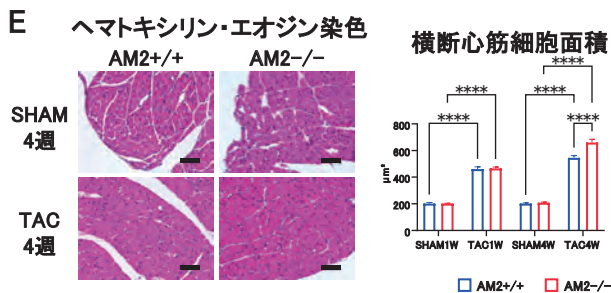 E
ヘマトキシリン・エオジン染色
AM2+/+ AM2−/−
SHAM
4週
TAC
4週
横断心筋細胞面積
****
****
****
**** ****
μm²
800
600
400
200
0
SHAM1W TAC1W SHAM4W TAC4W
AM2+/+ AM2−/−